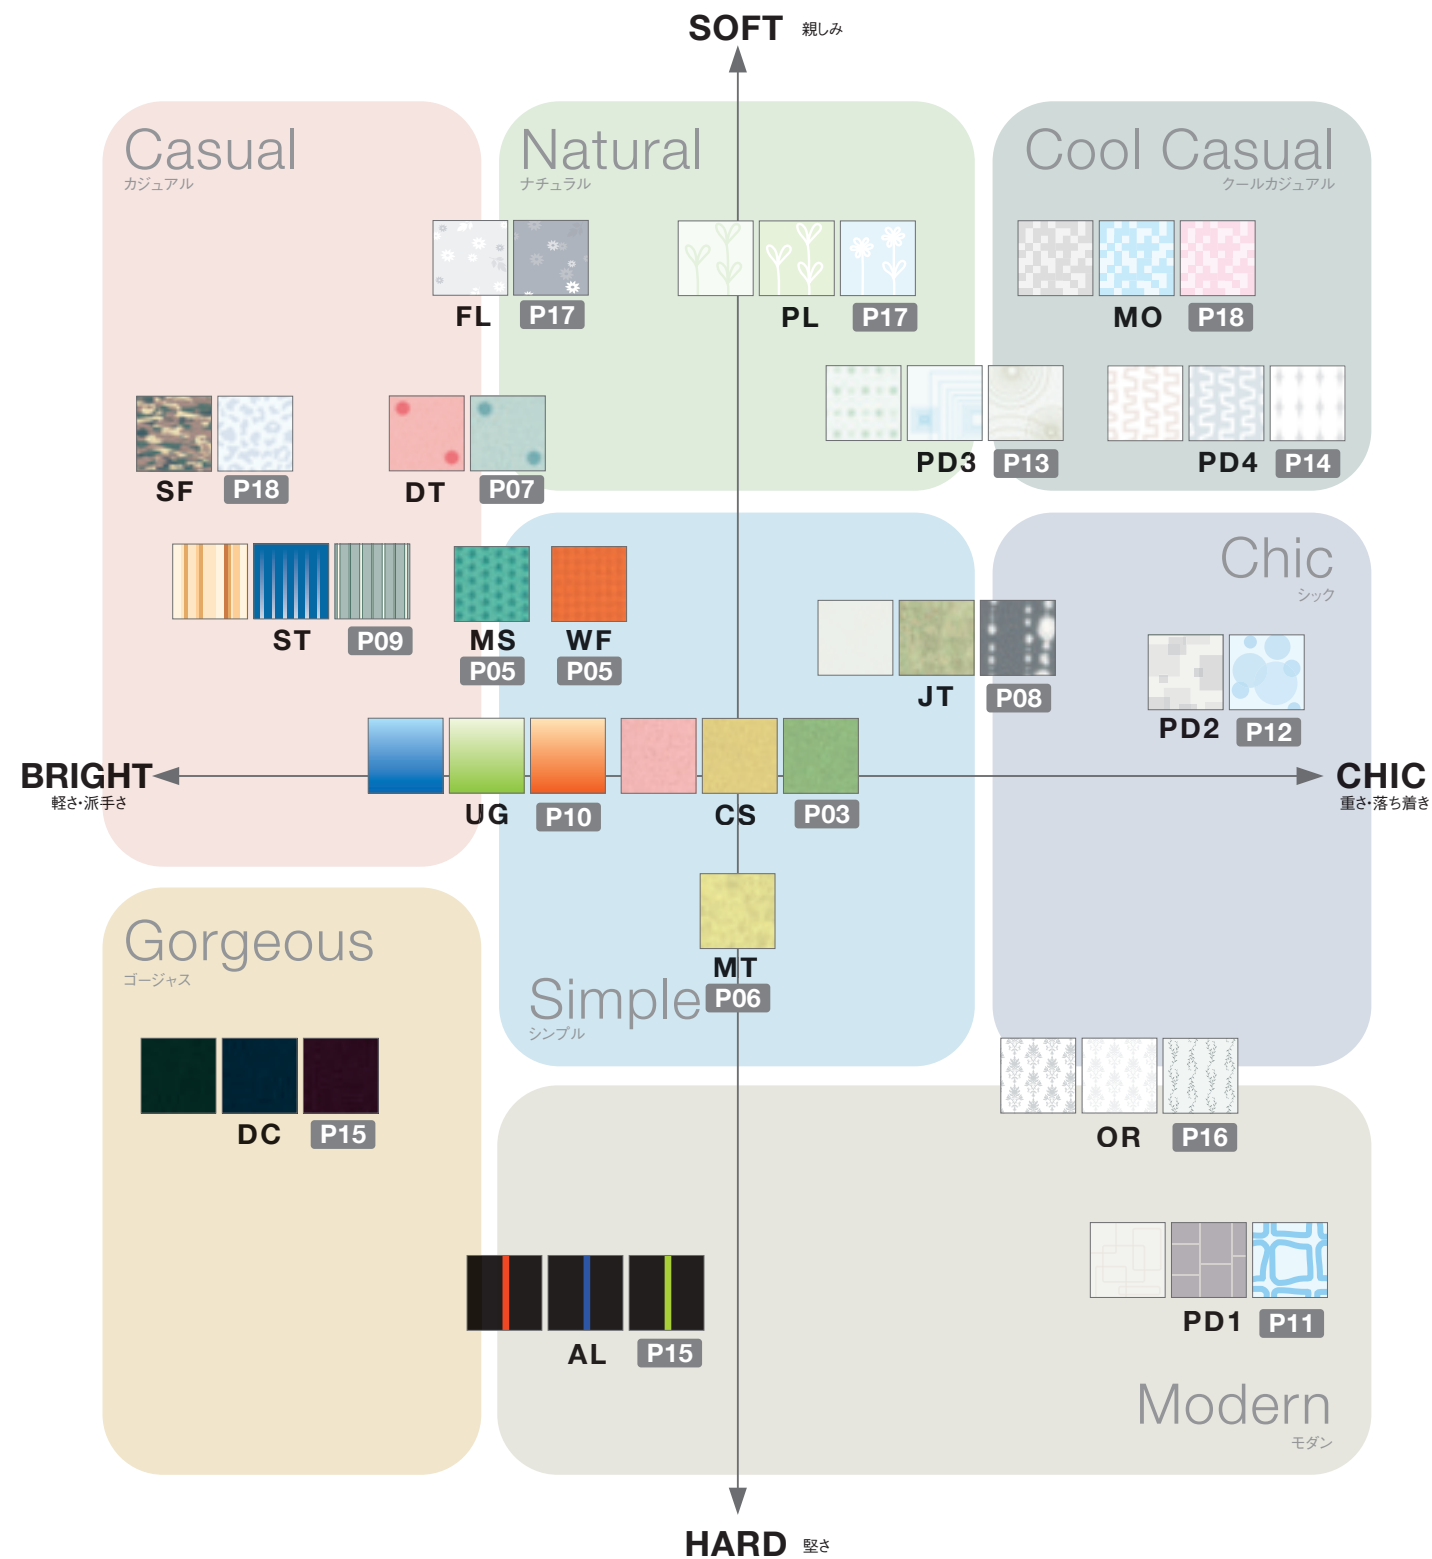 SOFT 親しみ
Casual
カジュアル
Natural
ナチュラル
Cool Casual
クールカジュアル
FL P17
PL P17
MO P18
SF P18
DT P07
PD3 P13
PD4 P14
Chic
シック
ST P09
MS
P05
WF
P05
JT P08
PD2 P12
BRIGHT
軽さ・派手さ
UG P10
CS P03
CHIC
重さ・落ち着き
Gorgeous
ゴージャス
MT
P06
Simple
シンプル
DC P15
OR P16
AL P15
PD1 P11
Modern
モダン
HARD 堅さ